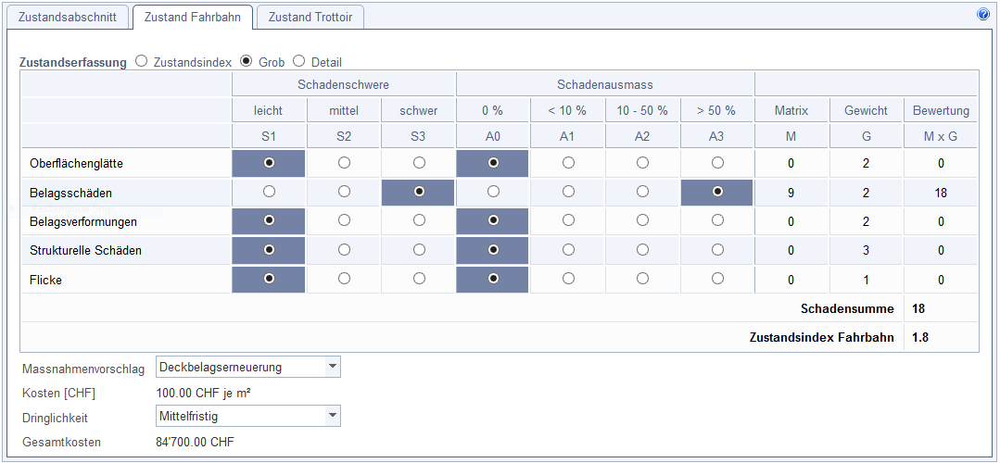 Zustandsabschnitt Zustand Fahrbahn Zustand Trottoir
Zustandserfassung Zustandsindex Grob Detail
Schadenschwere Schadenausmass
leicht mittel schwer 0 % < 10 % 10 - 50 % > 50 % Matrix Gewicht Bewertung
S1 S2 S3 A0 A1 A2 A3 M G M x G
Oberflächenglätte 0 2 0
Belagsschäden 9 2 18
Belagsverformungen 0 2 0
Strukturelle Schäden 0 3 0
Flicke 0 1 0
Schadensumme 18
Zustandsindex Fahrbahn 1.8
Massnahmenvorschlag Deckbelagserneuerung
Kosten [CHF] 100.00 CHF je m²
Dringlichkeit Mittelfristig
Gesamtkosten 84'700.00 CHF